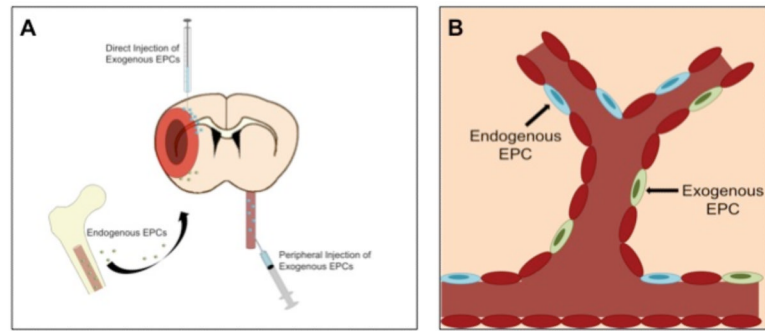 A
Direct Injection of
Exogenous EPCs
Endogenous EPCs
Peripheral Injection of
Exogenous EPCs
B
Endogenous
EPC
Exogenous
EPC